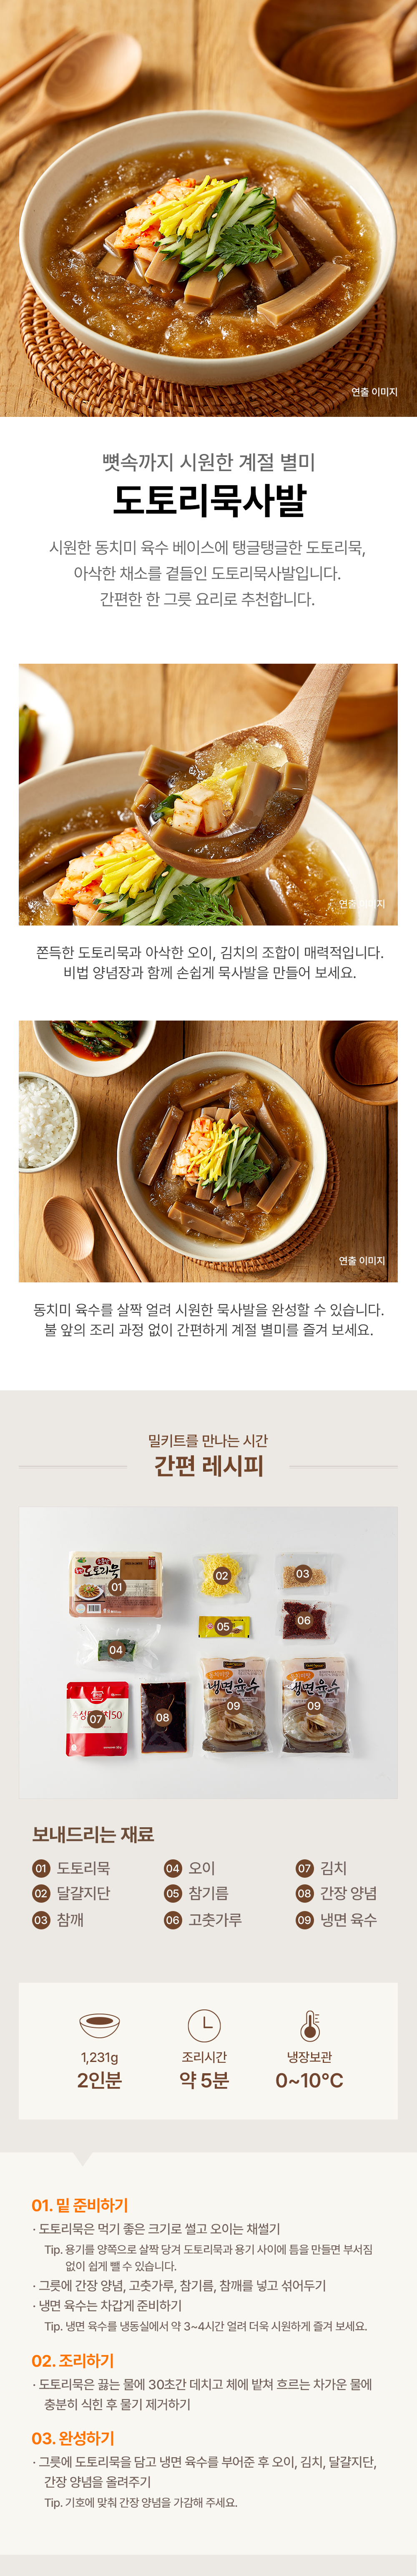 연출 이미지
뼛속까지 시원한 계절 별미
도토리묵사발
시원한 동치미 육수 베이스에 탱글탱글한 도토리묵,
아삭한 채소를 곁들인 도토리묵사발입니다.
간편한 한 그릇 요리로 추천합니다.
연출 이미지
쫀득한 도토리묵과 아삭한 오이, 김치의 조합이 매력적입니다.
비법 양념장과 함께 손쉽게 묵사발을 만들어 보세요.
연출 이미지
동치미 육수를 살짝 얼려 시원한 묵사발을 완성할 수 있습니다.
불 앞의 조리 과정 없이 간편하게 계절 별미를 즐겨 보세요.
밀키트를 만나는 시간
간편 레시피
도토리묵
01
02
03
04
05
06
07
08
냉면육수
09
냉면육수
09
보내드리는 재료
01 도토리묵
04 오이
07 김치
02 달걀지단
05 참기름
08 간장 양념
03 참깨
06 고춧가루
09 냉면 육수
1,231g
2인분
조리시간
약 5분
냉장보관
0~10°C
01. 밑 준비하기
· 도토리묵은 먹기 좋은 크기로 썰고 오이는 채썰기
Tip. 용기를 양쪽으로 살짝 당겨 도토리묵과 용기 사이에 틈을 만들면 부서짐
없이 쉽게 뺄 수 있습니다.
· 그릇에 간장 양념, 고춧가루, 참기름, 참깨를 넣고 섞어두기
· 냉면 육수는 차갑게 준비하기
Tip. 냉면 육수를 냉동실에서 약 3~4시간 얼려 더욱 시원하게 즐겨 보세요.
02. 조리하기
· 도토리묵은 끓는 물에 30초간 데치고 체에 밭쳐 흐르는 차가운 물에
충분히 식힌 후 물기 제거하기
03. 완성하기
· 그릇에 도토리묵을 담고 냉면 육수를 부어준 후 오이, 김치, 달걀지단,
간장 양념을 올려주기
Tip. 기호에 맞춰 간장 양념을 가감해 주세요.